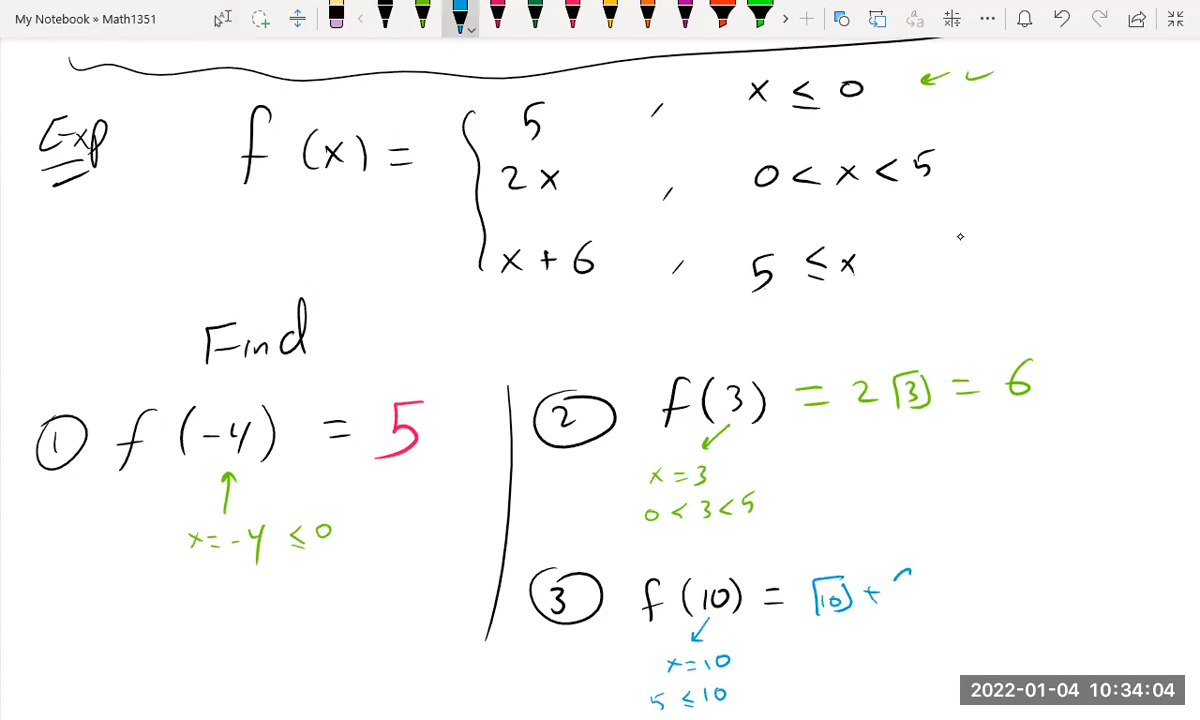 My Notebook » Math1351
Exp f(x) = { 5 , x ≤ 0
2x , 0 < x < 5
x + 6 , 5 ≤ x
Find
① f(-4) = 5
x = -4 ≤ 0
② f(3) = 2[3] = 6
x = 3
0 < 3 < 5
③ f(10) = [10] +
x = 10
5 ≤ 10
2022-01-04 10:34:04